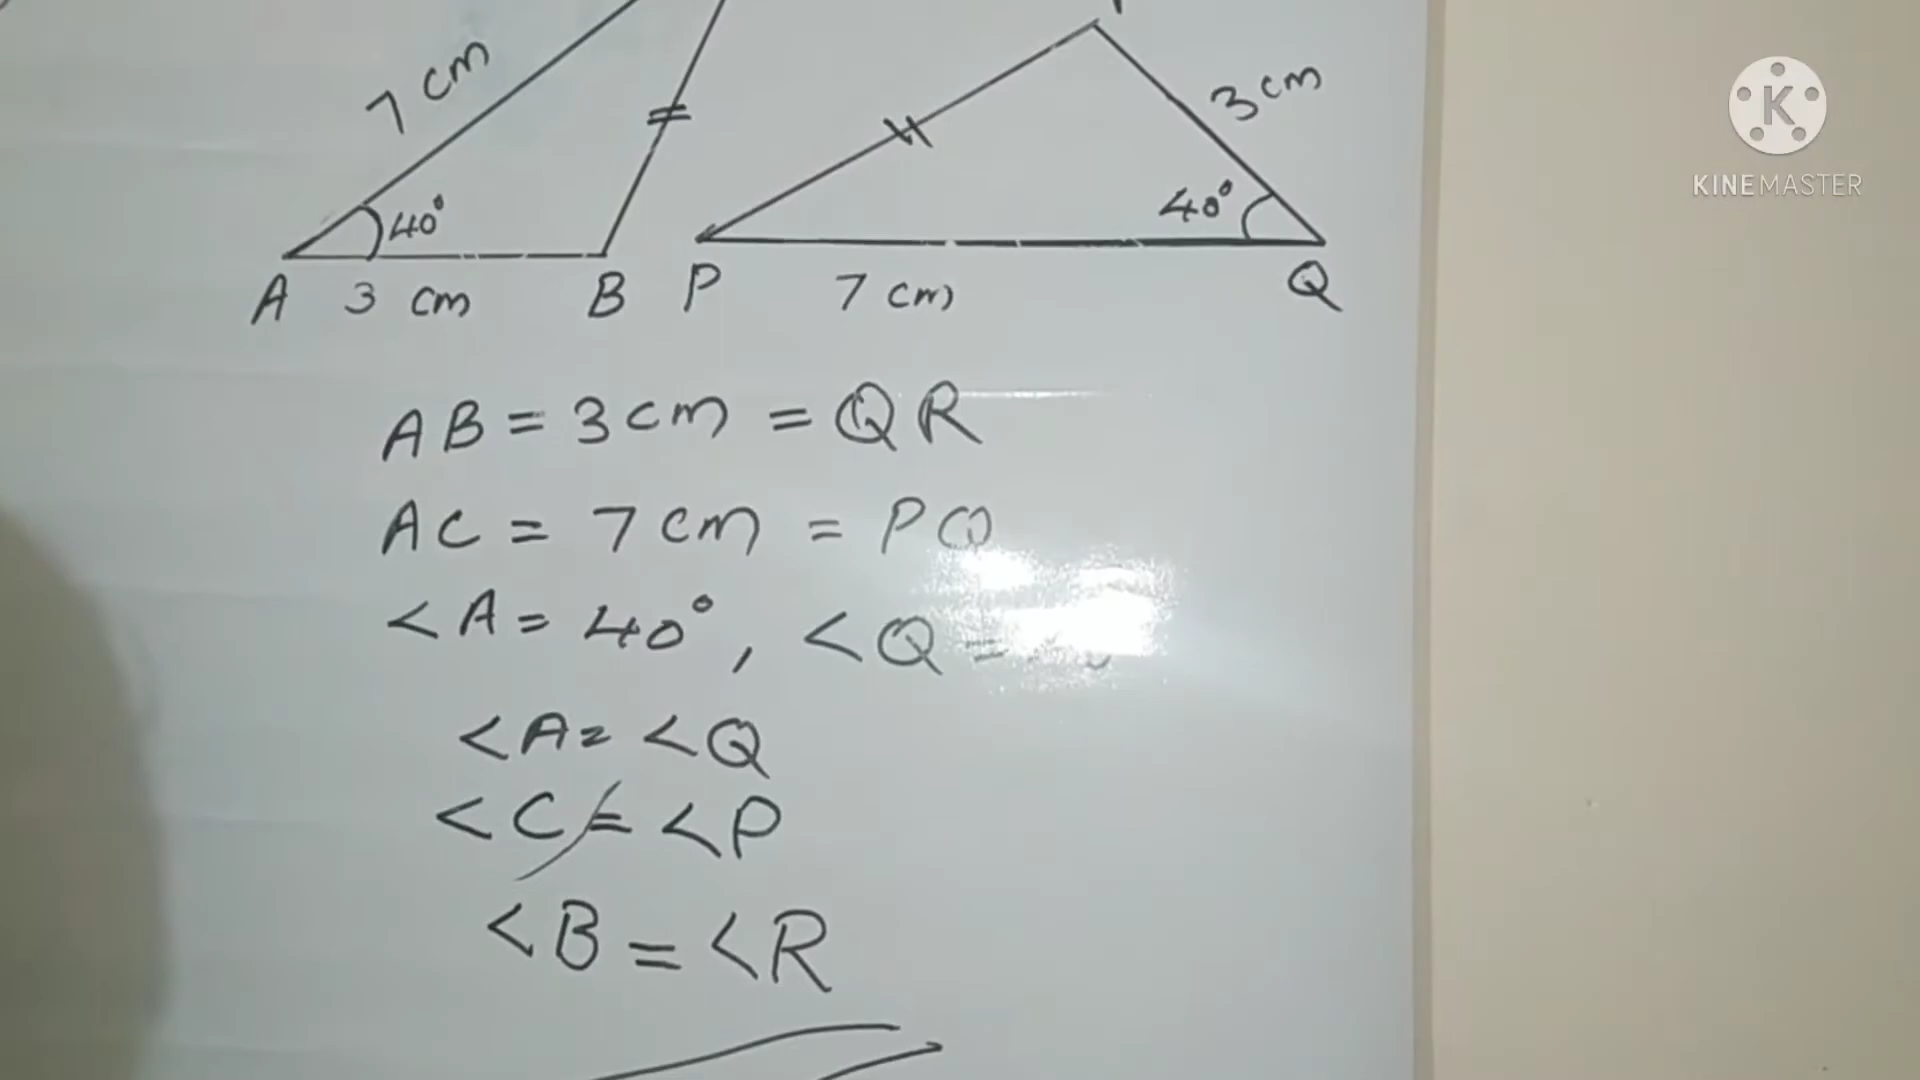 7 cm
3 cm
40°
40°
A 3 cm B P 7 cm Q
K
KINEMASTER
AB = 3 cm = QR
AC = 7 cm = PQ
<A = 40°, <Q =
<A = <Q
<C = <P
<B = <R